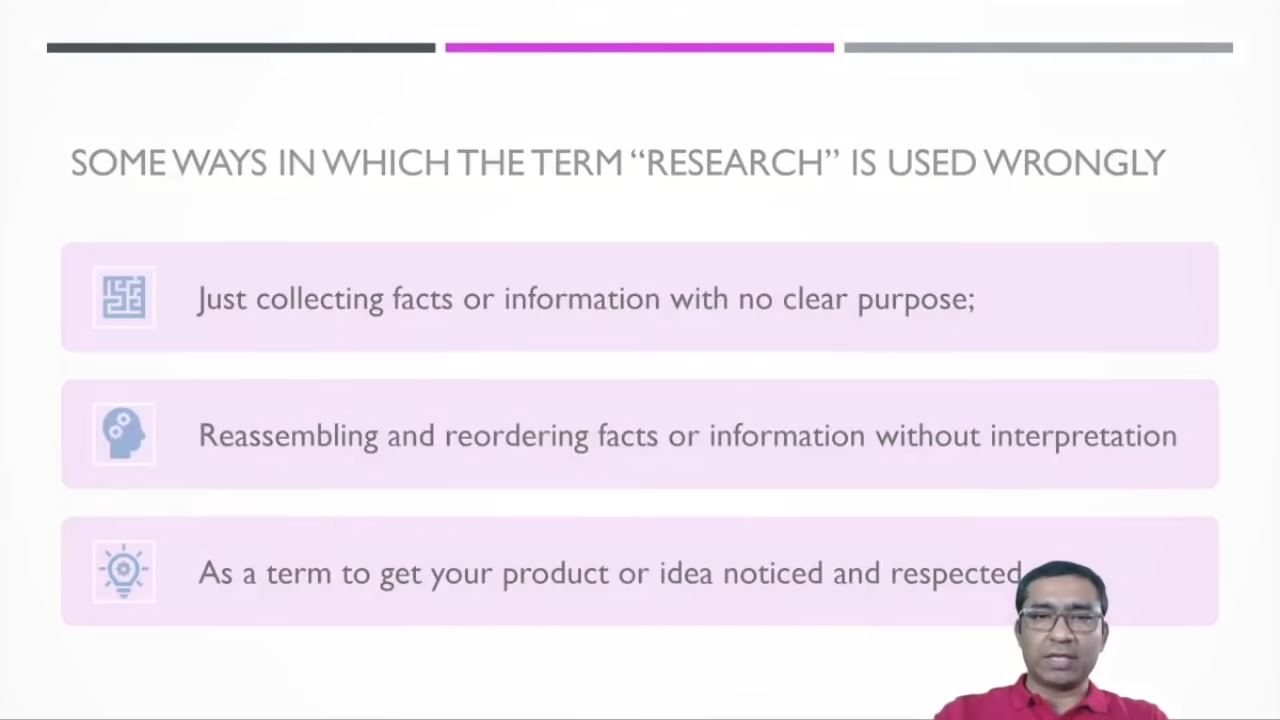 SOME WAYS IN WHICH THE TERM “RESEARCH” IS USED WRONGLY
Just collecting facts or information with no clear purpose;
Reassembling and reordering facts or information without interpretation
As a term to get your product or idea noticed and respected